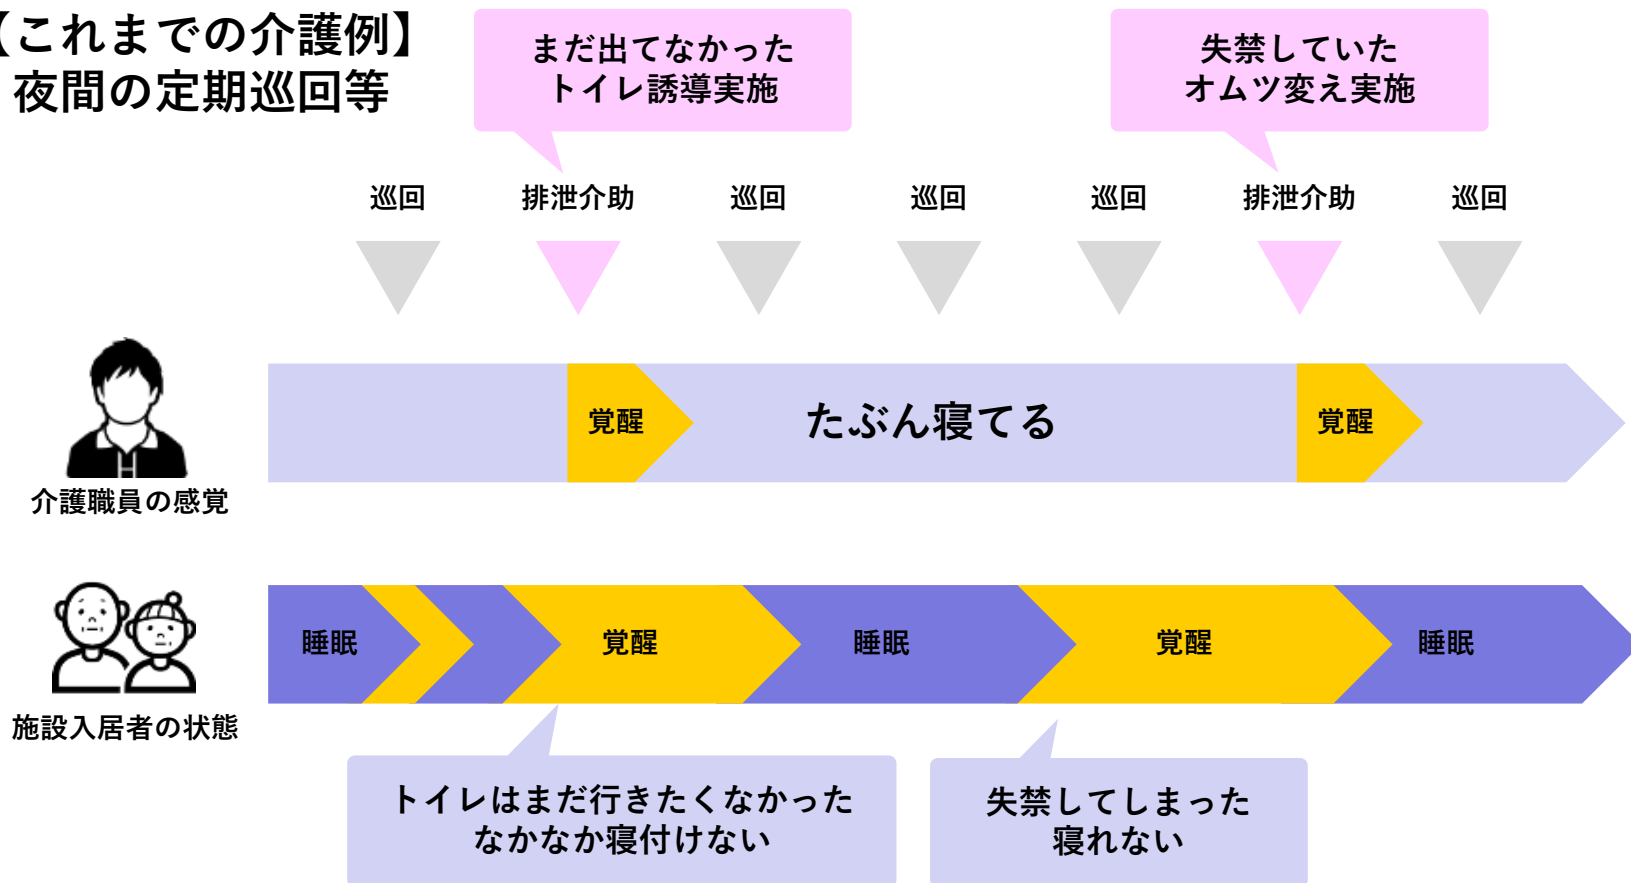 【これまでの介護例】
夜間の定期巡回等
まだ出てなかった
トイレ誘導実施
失禁していた
オムツ変え実施
巡回
排泄介助
巡回
巡回
巡回
排泄介助
巡回
覚醒
たぶん寝てる
覚醒
介護職員の感覚
睡眠
覚醒
睡眠
覚醒
睡眠
施設入居者の状態
トイレはまだ行きたくなかった
なかなか寝付けない
失禁してしまった
寝れない